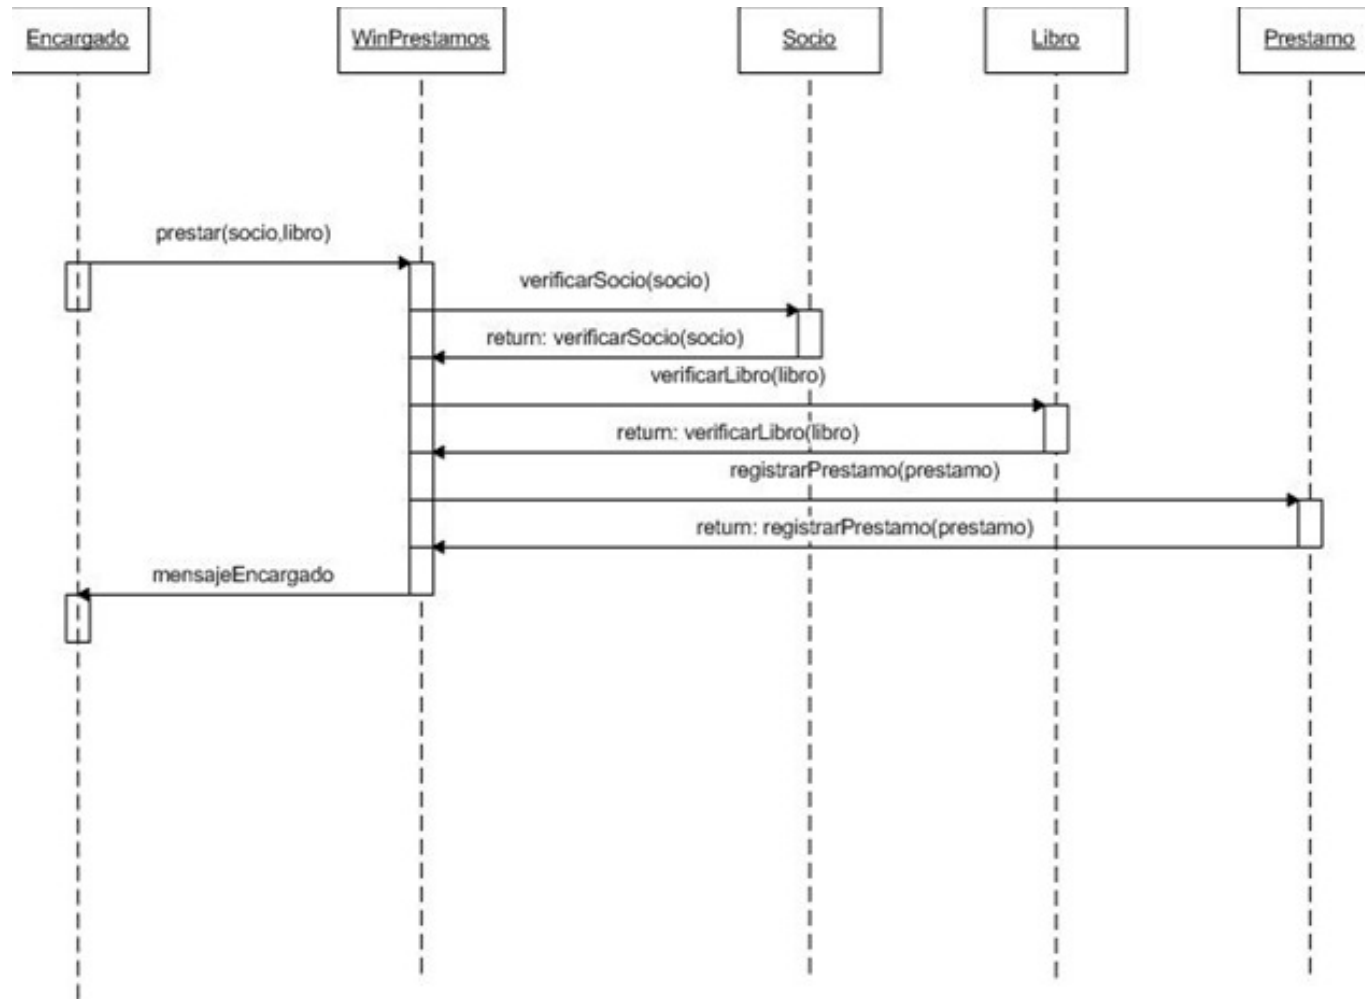 Encargado
WinPrestamos
Socio
Libro
Prestamo
prestar(socio,libro)
verificarSocio(socio)
return: verificarSocio(socio)
verificarLibro(libro)
return: verificarLibro(libro)
registrarPrestamo(prestamo)
return: registrarPrestamo(prestamo)
mensajeEncargado